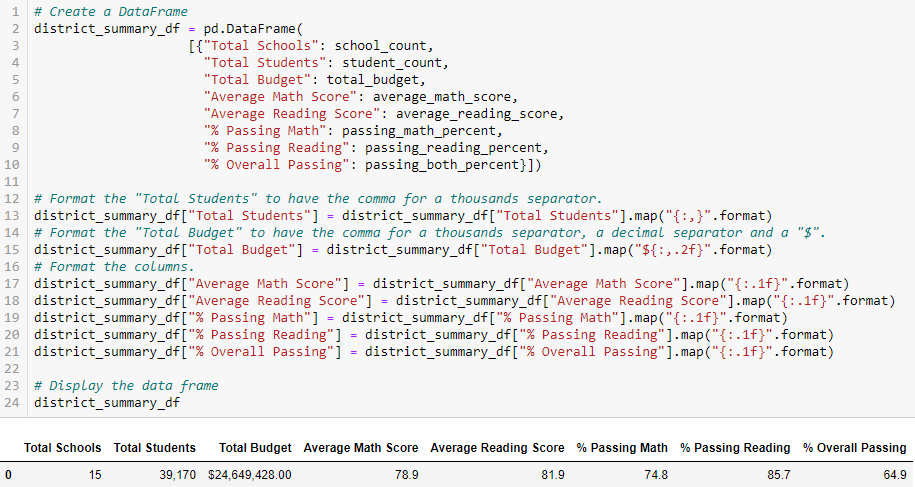 1 # Create a DataFrame
2 district_summary_df = pd.DataFrame(
3                     [{"Total Schools": school_count,
4                       "Total Students": student_count,
5                       "Total Budget": total_budget,
6                       "Average Math Score": average_math_score,
7                       "Average Reading Score": average_reading_score,
8                       "% Passing Math": passing_math_percent,
9                       "% Passing Reading": passing_reading_percent,
10                       "% Overall Passing": passing_both_percent}])
11
12 # Format the "Total Students" to have the comma for a thousands separator.
13 district_summary_df["Total Students"] = district_summary_df["Total Students"].map("{:,}".format)
14 # Format the "Total Budget" to have the comma for a thousands separator, a decimal separator and a "$".
15 district_summary_df["Total Budget"] = district_summary_df["Total Budget"].map("${:,.2f}".format)
16 # Format the columns.
17 district_summary_df["Average Math Score"] = district_summary_df["Average Math Score"].map("{:.1f}".format)
18 district_summary_df["Average Reading Score"] = district_summary_df["Average Reading Score"].map("{:.1f}".format)
19 district_summary_df["% Passing Math"] = district_summary_df["% Passing Math"].map("{:.1f}".format)
20 district_summary_df["% Passing Reading"] = district_summary_df["% Passing Reading"].map("{:.1f}".format)
21 district_summary_df["% Overall Passing"] = district_summary_df["% Overall Passing"].map("{:.1f}".format)
22
23 # Display the data frame
24 district_summary_df
Total Schools Total Students Total Budget Average Math Score Average Reading Score % Passing Math % Passing Reading % Overall Passing
0 15 39,170 $24,649,428.00 78.9 81.9 74.8 85.7 64.9